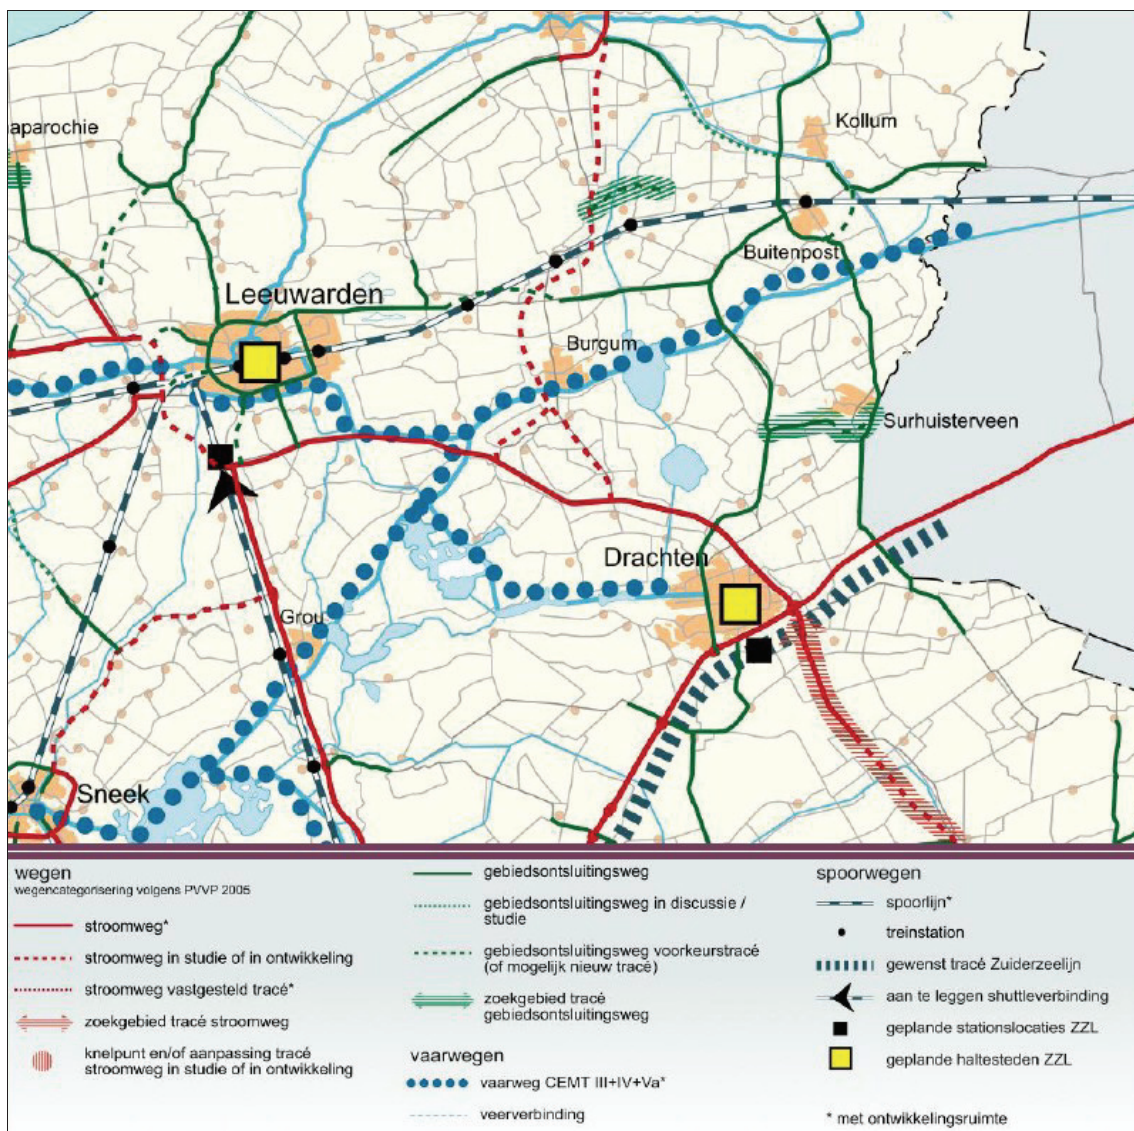 aparochie
Kollum
Buitenpost
Leeuwarden
Burgum
Surhuisterveen
Drachten
Grou
Sneek
wegen
wegencategorisering volgens PVVP 2005
stroomweg*
stroomweg in studie of in ontwikkeling
stroomweg vastgesteld tracé*
zoekgebied tracé stroomweg
knelpunt en/of aanpassing tracé
stroomweg in studie of in ontwikkeling
gebiedsontsluitingsweg
gebiedsontsluitingsweg in discussie /
studie
gebiedsontsluitingsweg voorkeurstracé
(of mogelijk nieuw tracé)
zoekgebied tracé
gebiedsontsluitingsweg
vaarwegen
vaarweg CEMT III+IV+Va*
veerverbinding
spoorwegen
spoorlijn*
treinstation
gewenst tracé Zuiderzeelijn
aan te leggen shuttleverbinding
geplande stationslocaties ZZL
geplande haltesteden ZZL
* met ontwikkelingsruimte